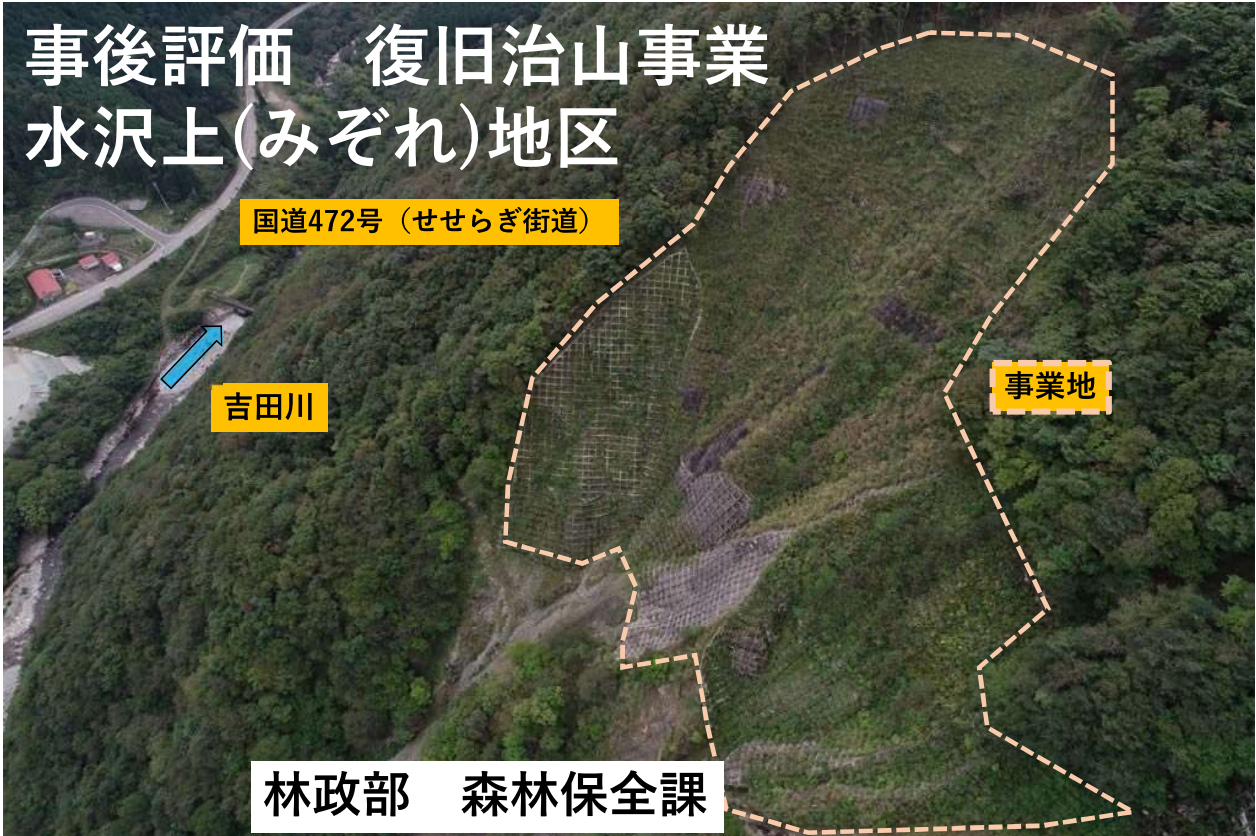 事後評価　復旧治山事業
水沢上(みぞれ)地区
国道472号（せせらぎ街道）
吉田川
事業地
林政部　森林保全課